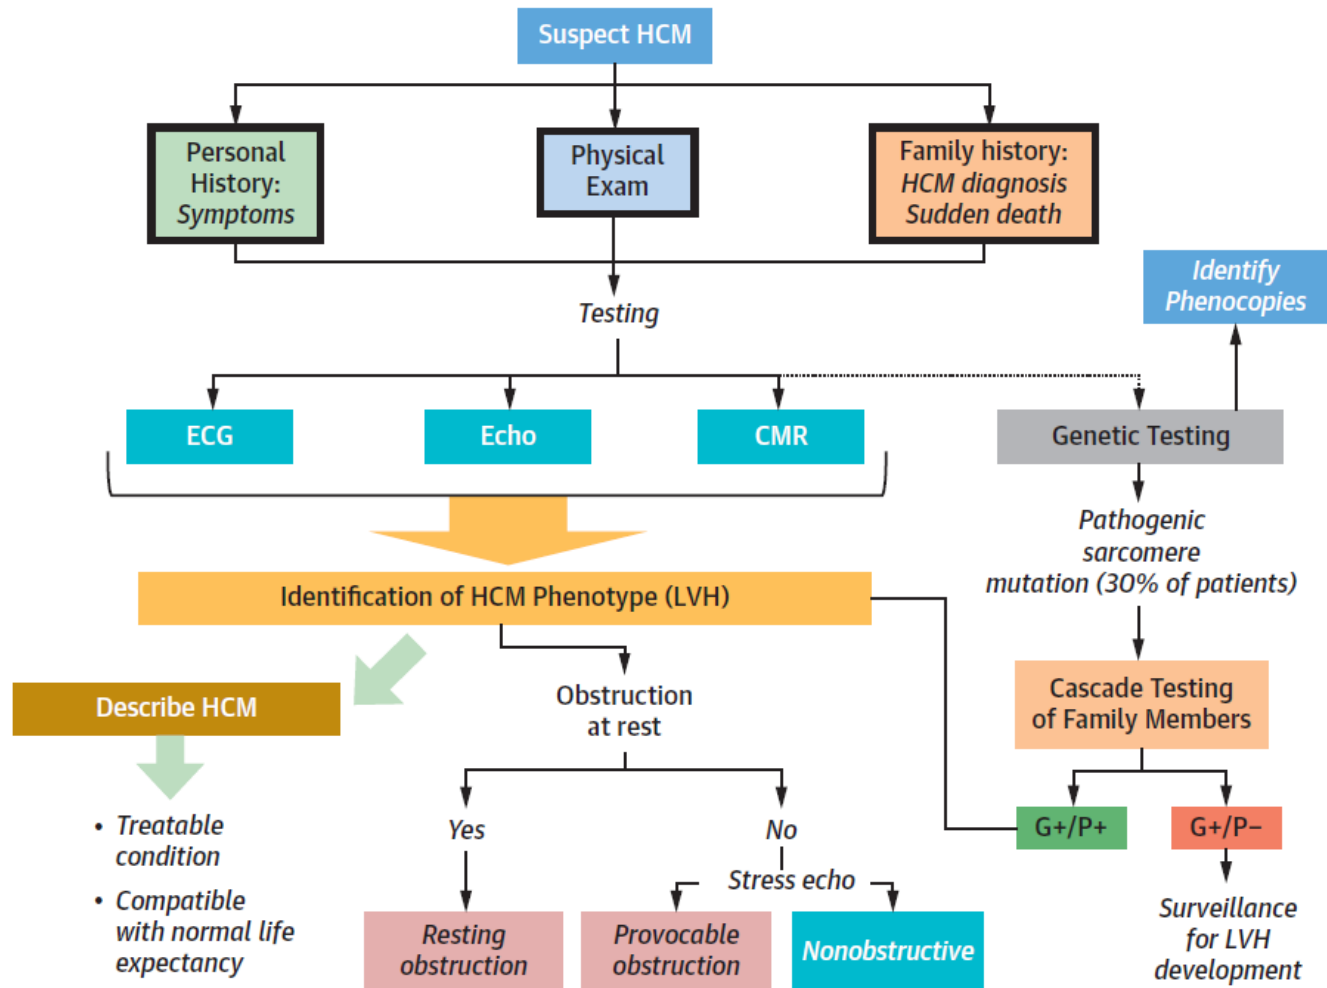 Suspect HCM
Personal
History:
Symptoms
Physical
Exam
Family history:
HCM diagnosis
Sudden death
Identify
Phenocopies
Testing
ECG
Echo
CMR
Genetic Testing
Pathogenic
sarcomere
mutation (30% of patients)
Identification of HCM Phenotype (LVH)
Describe HCM
Obstruction
at rest
Cascade Testing
of Family Members
• Treatable
condition
• Compatible
with normal life
expectancy
Yes
No
Stress echo
G+/P+
G+/P−
Resting
obstruction
Provocable
obstruction
Nonobstructive
Surveillance
for LVH
development